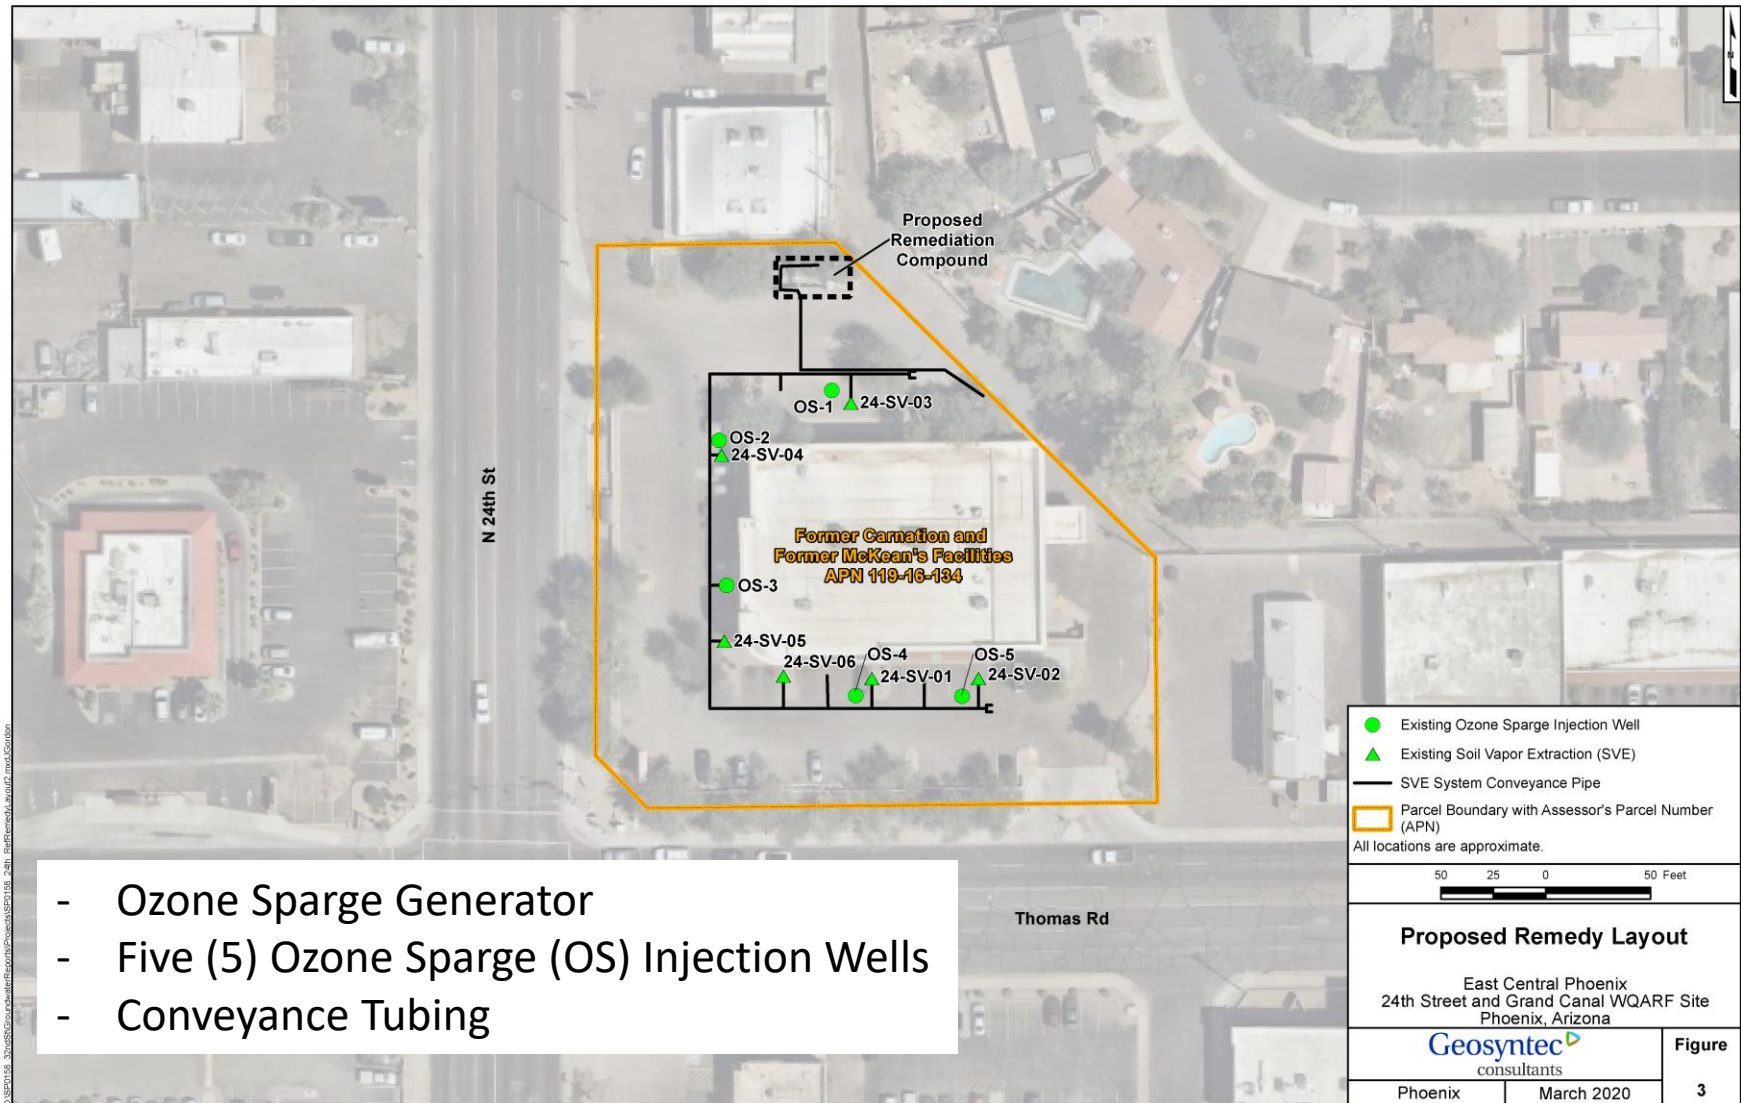 N
Proposed
Remediation
Compound
OS-1
24-SV-03
OS-2
24-SV-04
N 24th St
Former Carnation and
Former McKean's Facilities
APN 119-16-134
OS-3
24-SV-05
24-SV-06
OS-4
24-SV-01
OS-5
24-SV-02
Thomas Rd
- Ozone Sparge Generator
- Five (5) Ozone Sparge (OS) Injection Wells
- Conveyance Tubing
Existing Ozone Sparge Injection Well
Existing Soil Vapor Extraction (SVE)
SVE System Conveyance Pipe
Parcel Boundary with Assessor's Parcel Number
(APN)
All locations are approximate.
50 25 0 50 Feet
Proposed Remedy Layout
East Central Phoenix
24th Street and Grand Canal WQARF Site
Phoenix, Arizona
Geosyntec
consultants
Phoenix
March 2020
Figure
3